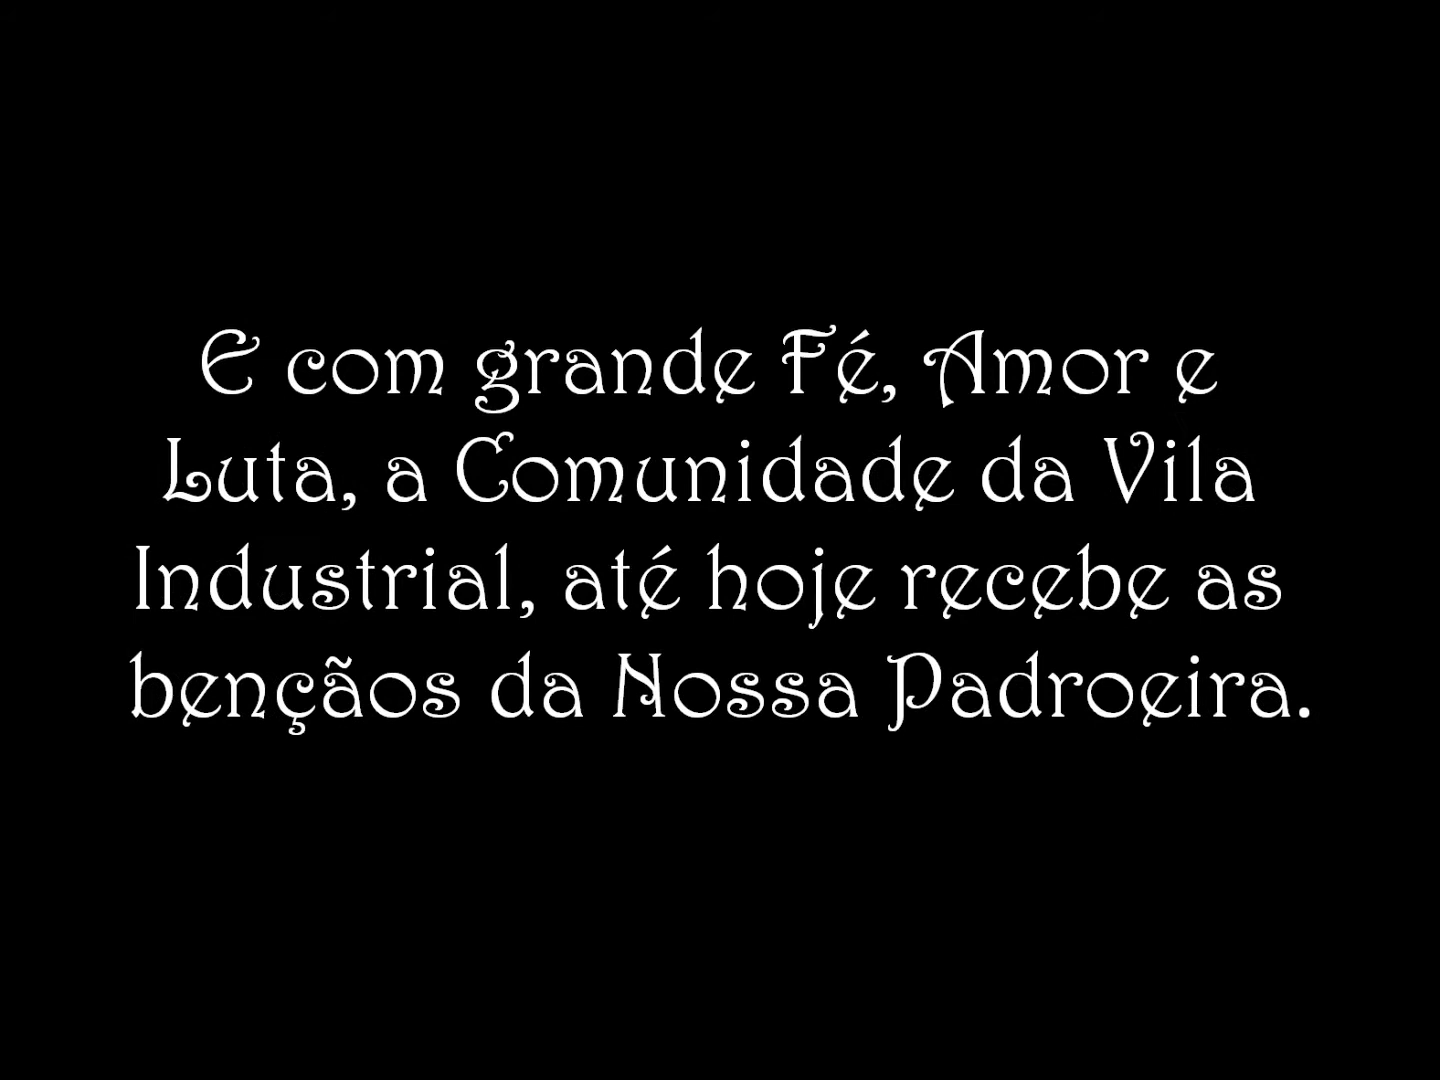 E com grande Fé, Amor e
Luta, a Comunidade da Vila
Industrial, até hoje recebe as
bençãos da Nossa Padroeira.